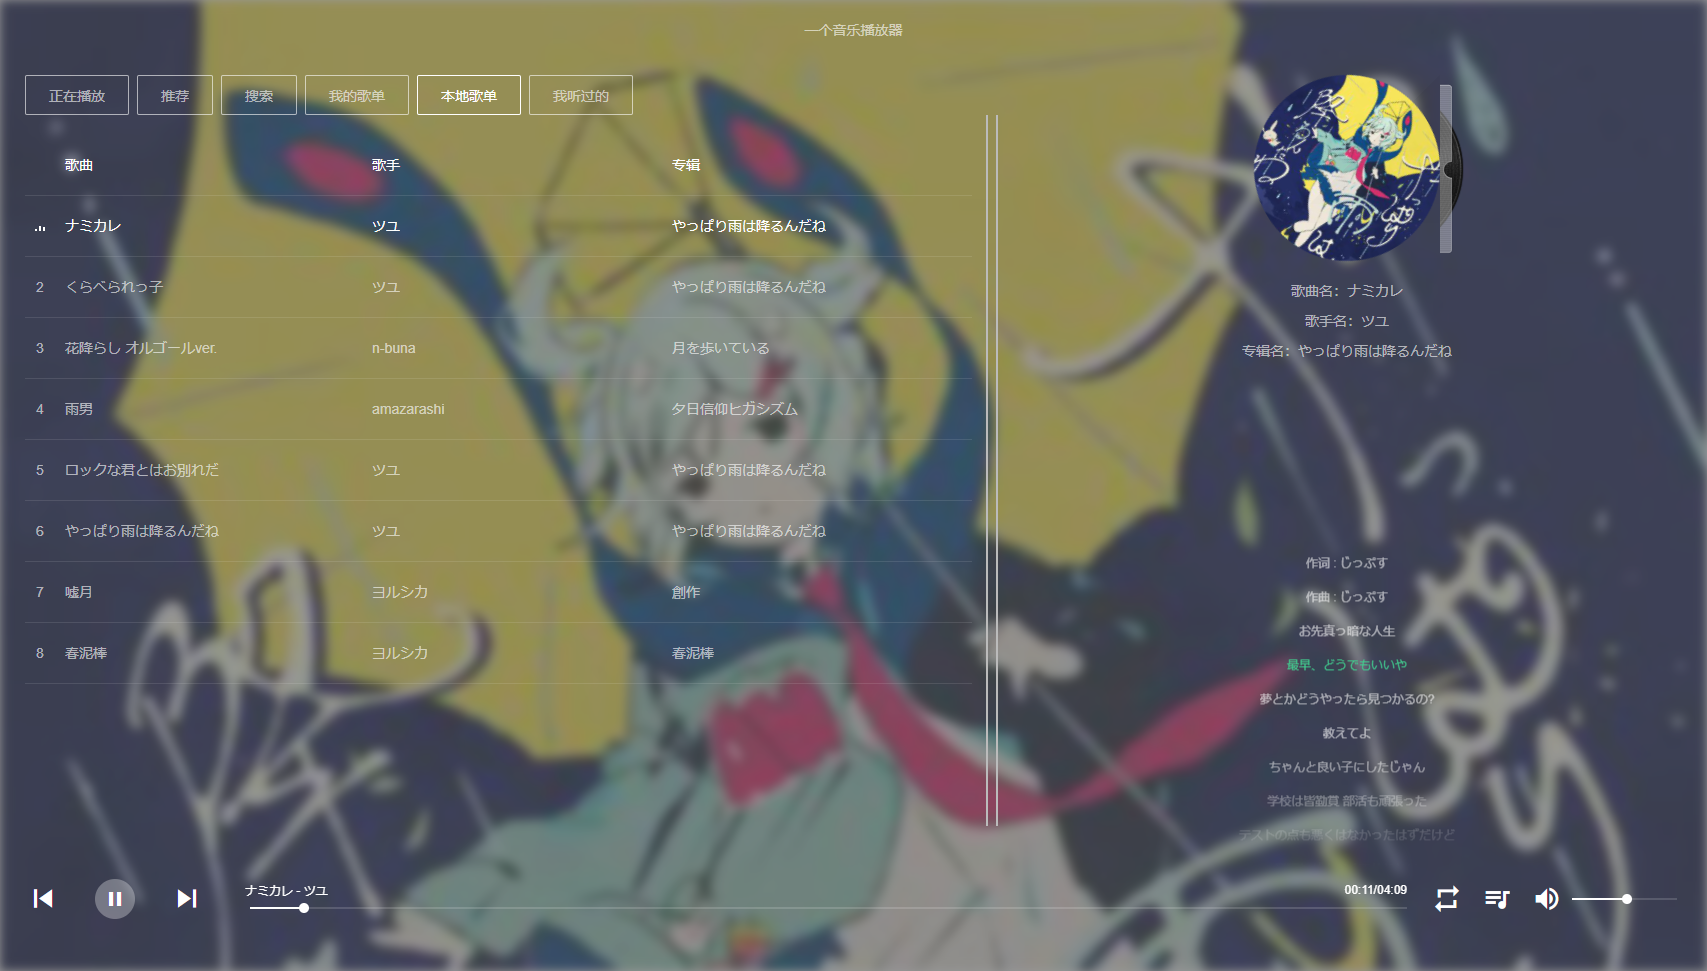 一个音乐播放器
正在播放 推荐 搜索 我的歌单 本地歌单 我听过的
歌曲 歌手 专辑
ナミカレ ツユ やっぱり雨は降るんだね
2 くらべられっ子 ツユ やっぱり雨は降るんだね
3 花降らし オルゴールver. n-buna 月を歩いている
4 雨男 amazarashi 夕日信仰ヒガシズム
5 ロックな君とはお別れだ ツユ やっぱり雨は降るんだね
6 やっぱり雨は降るんだね ツユ やっぱり雨は降るんだね
7 嘘月 ヨルシカ 創作
8 春泥棒 ヨルシカ 春泥棒
歌曲名：ナミカレ
歌手名：ツユ
专辑名：やっぱり雨は降るんだね
作词 : じっぷす
作曲 : じっぷす
お先真っ暗な人生
最早、どうでもいいや
夢とかどうやったら見つかるの?
教えてよ
ちゃんと良い子にしたじゃん
学校は皆勤賞 部活も頑張った
テストの点も悪くはなかったはずだけど
ナミカレ - ツユ
00:11/04:09